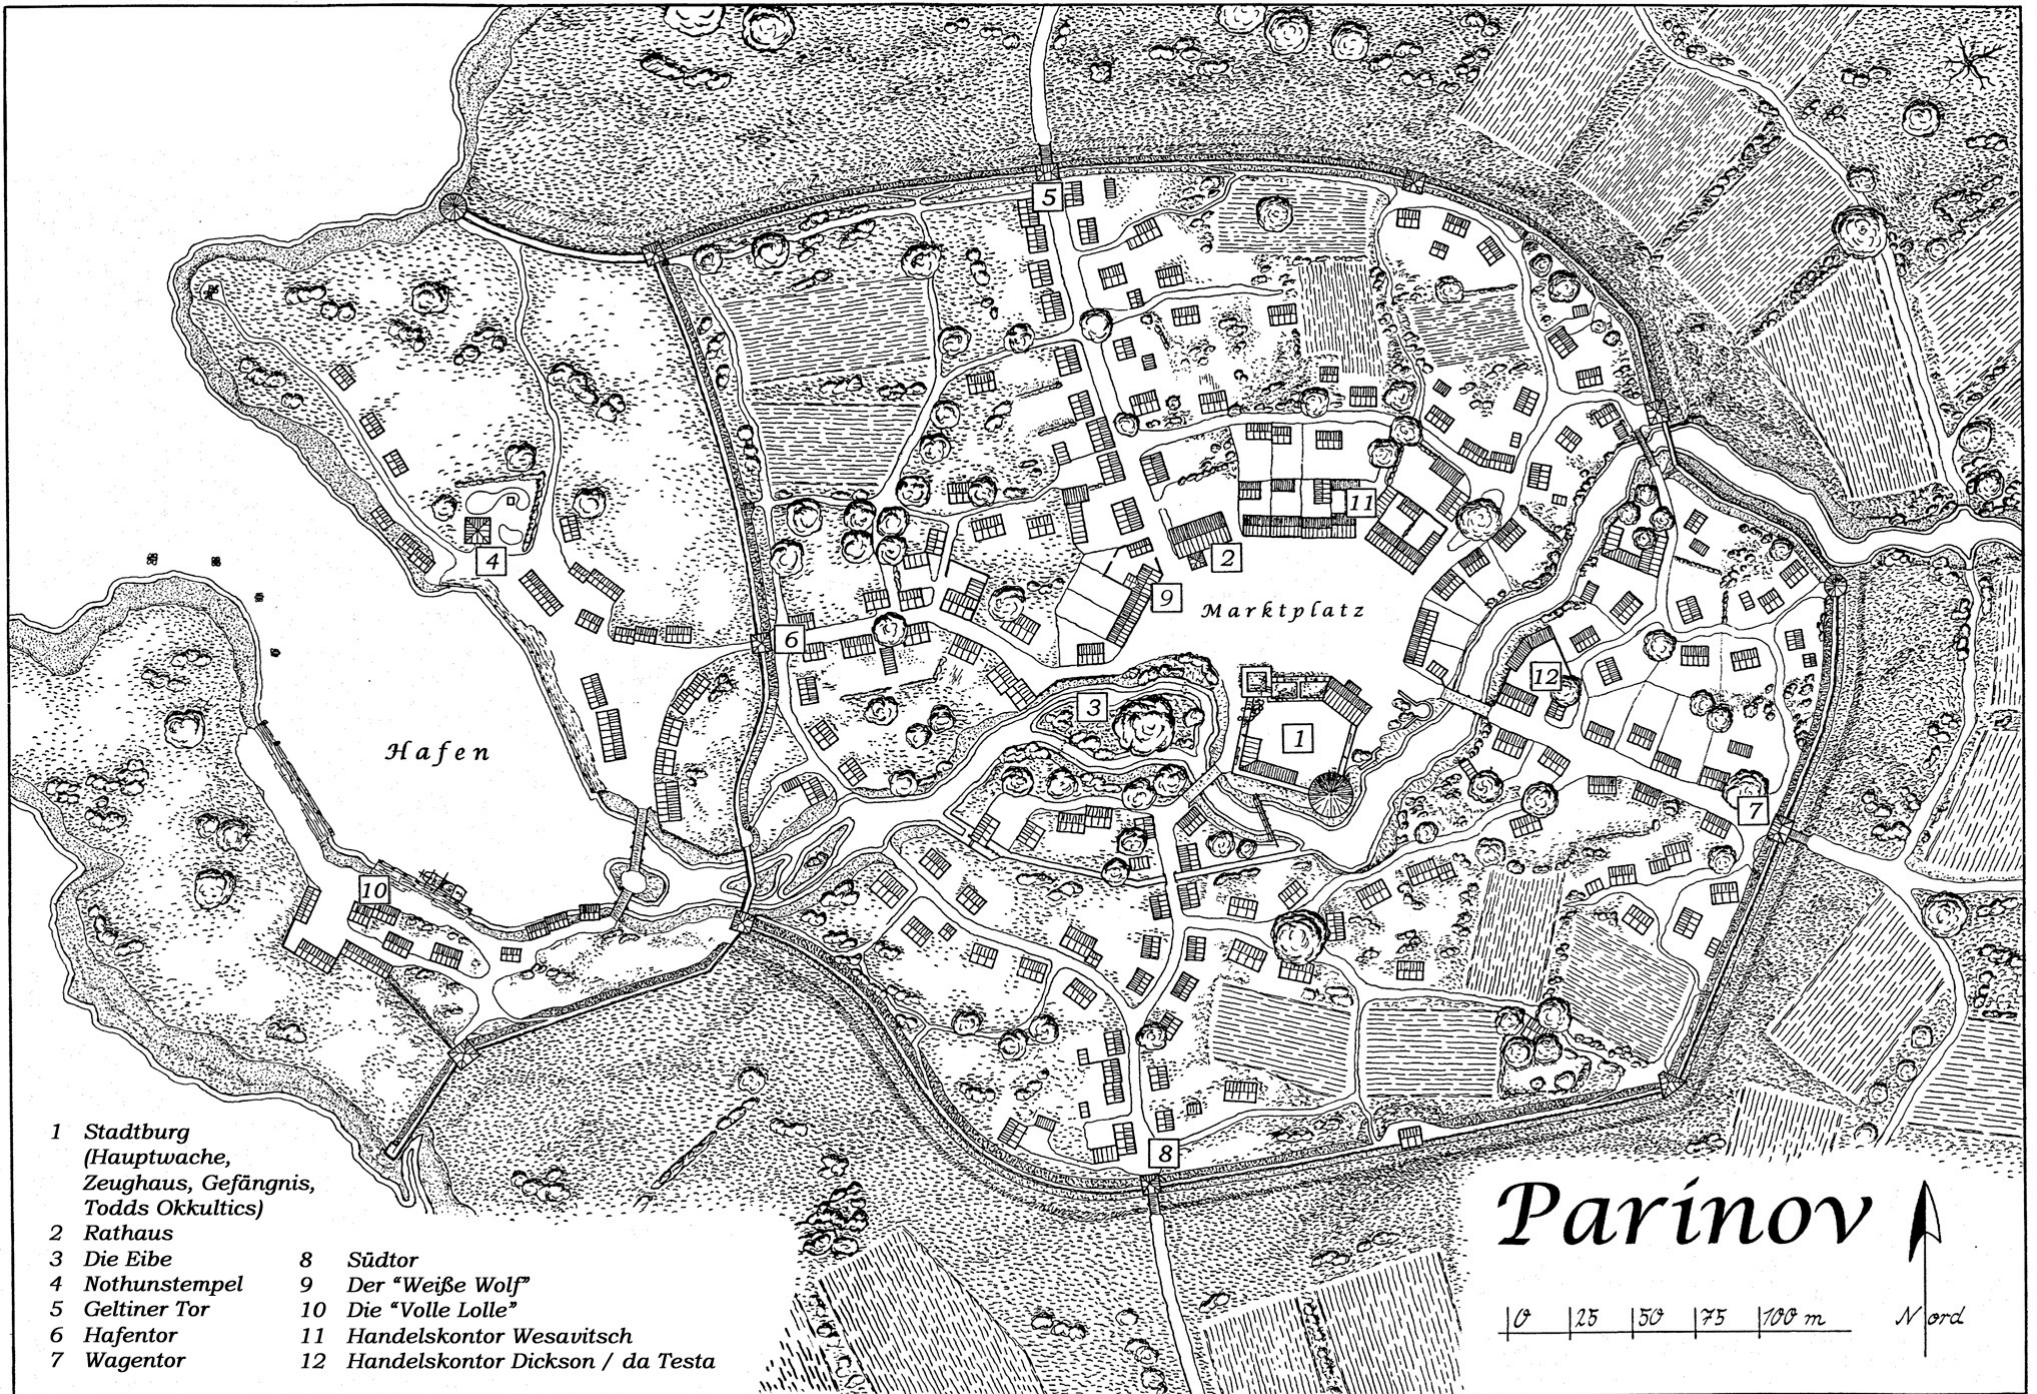 5
4
11
2
9
Marktplatz
6
12
3
1
Hafen
7
10
8
1 Stadtburg
(Hauptwache,
Zeughaus, Gefängnis,
Todds Okkultics)
2 Rathaus
3 Die Eibe
4 Nothunstempel
5 Geltiner Tor
6 Hafentor
7 Wagentor
8 Südtor
9 Der "Weiße Wolf"
10 Die "Volle Lolle"
11 Handelskontor Wesavitsch
12 Handelskontor Dickson / da Testa
Parinov
0 25 50 75 100 m
Nord